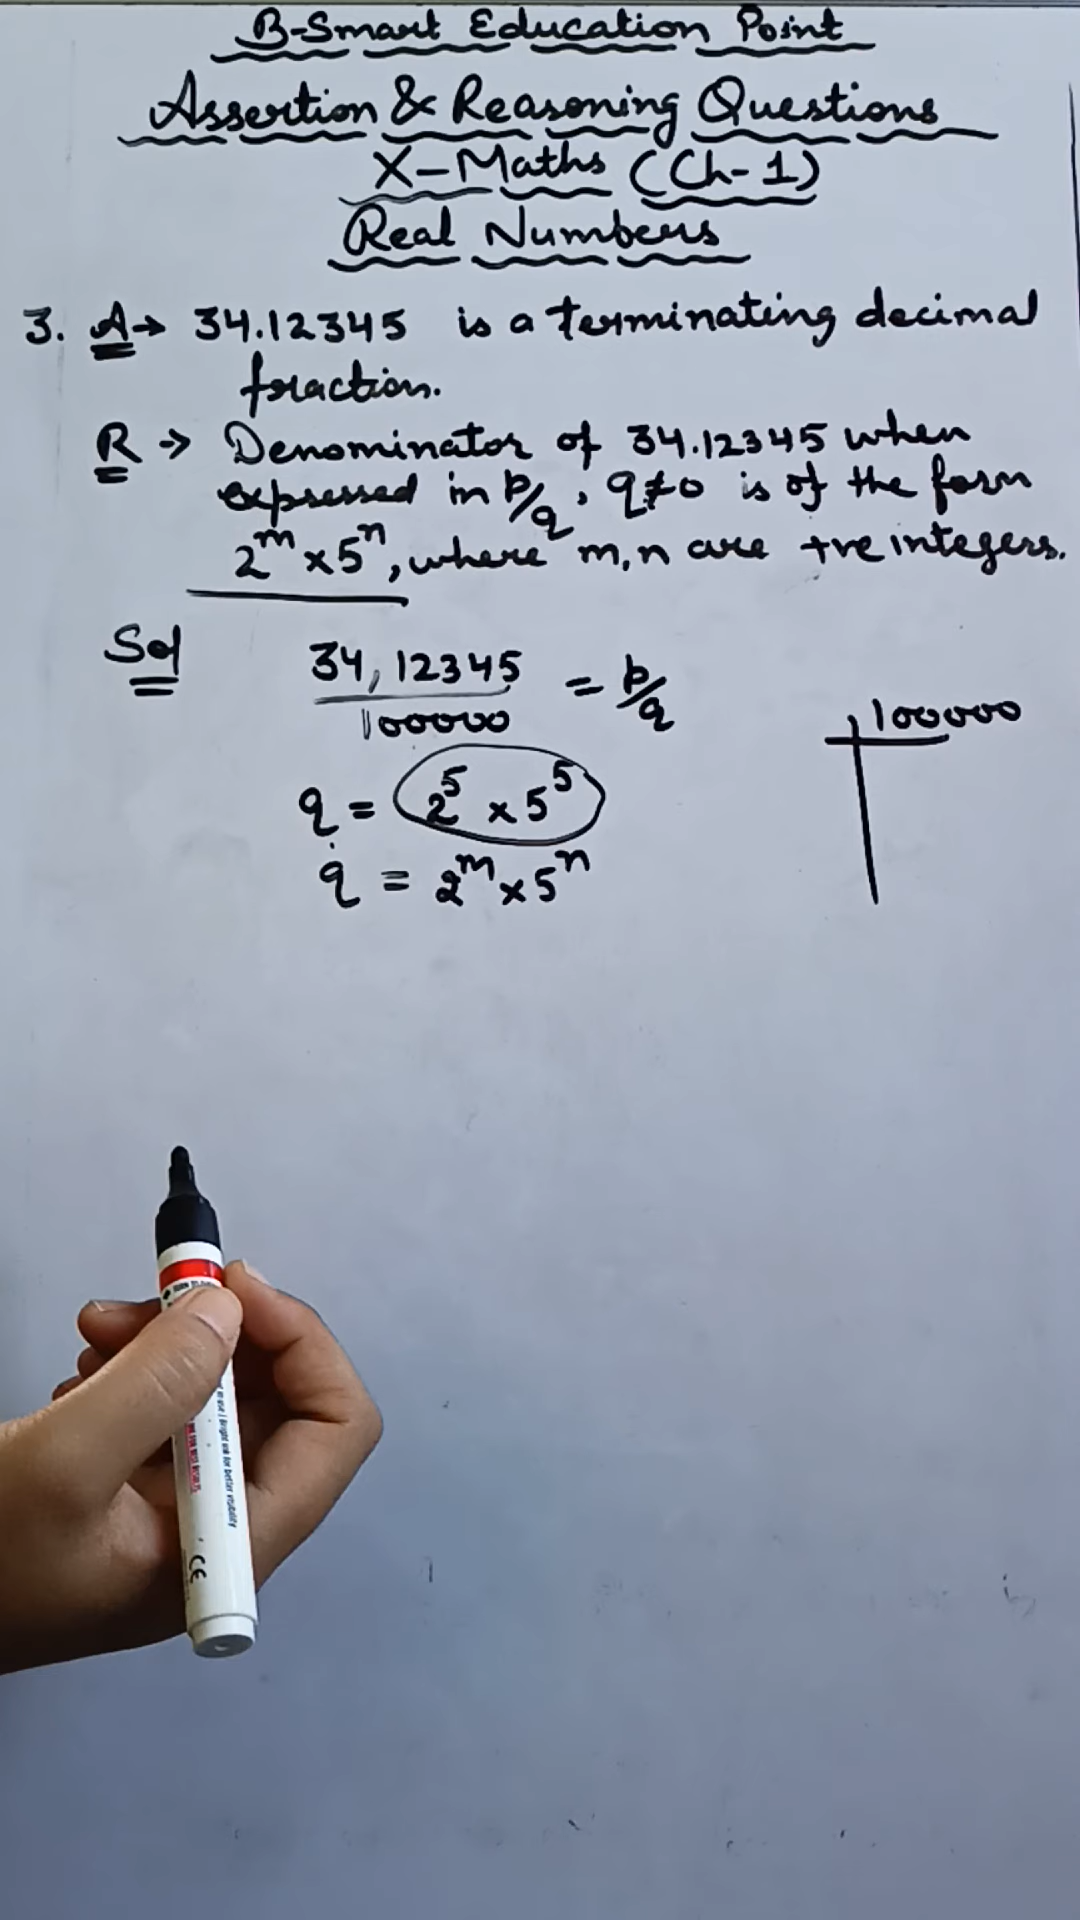 B-Smart Education Point
Assertion & Reasoning Questions
X-Maths (Ch-1)
Real Numbers
3. A→ 34.12345 is a terminating decimal
fraction.
R → Denominator of 34.12345 when
expressed in p/q, q≠0 is of the form
2^m × 5^n, where m,n are +ve integers.
Sol 34,12345/100000 = p/q
100000
q = 2^5 × 5^5
q = 2^m × 5^n
CE